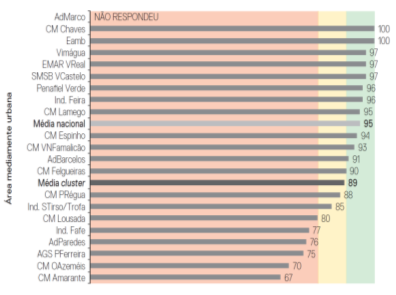 Área mediamente urbana
AdMarco NÃO RESPONDEU
CM Chaves 100
Eamb 100
Vimágua 97
EMAR VReal 97
SMSB VCastelo 97
Penafiel Verde 96
Ind. Feira 96
CM Lamego 95
Média nacional 95
CM Espinho 94
CM VNFamalicão 93
AdBarcelos 91
CM Felgueiras 90
Média cluster 89
CM PRégua 88
Ind. STirso/Trofa 85
CM Lousada 80
Ind. Fafe 77
AdParedes 76
AGS PFerreira 75
CM OAzeméis 70
CM Amarante 67